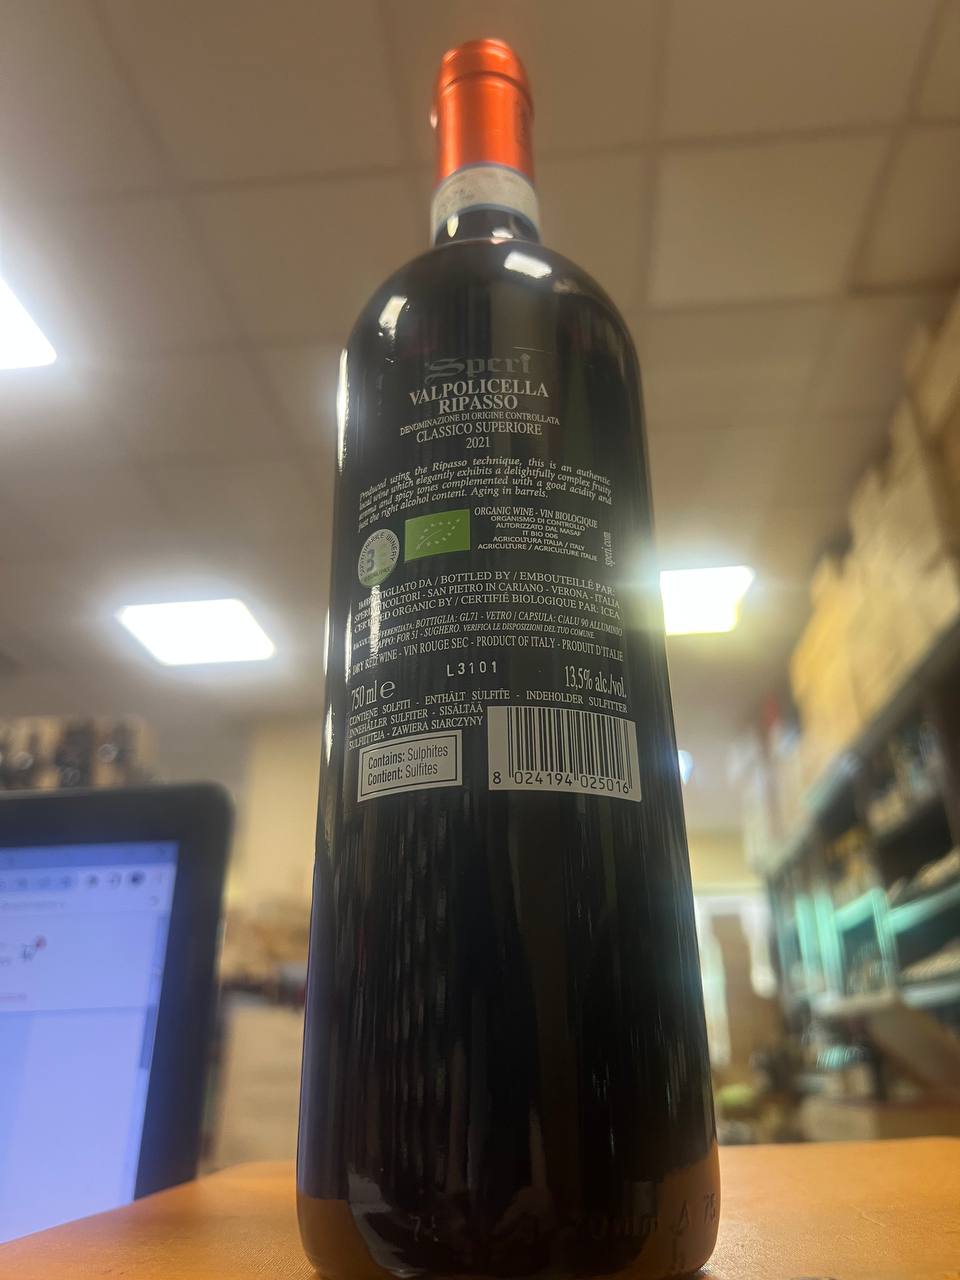 Speri
VALPOLICELLA
RIPASSO
DENOMINAZIONE DI ORIGINE CONTROLLATA
CLASSICO SUPERIORE
2021
Produced using the Ripasso technique, this is an authentic
local wine which elegantly exhibits a delightfully complex fruity
aroma and spicy tones complemented with a good acidity and
just the right alcohol content. Aging in barrels.
ORGANIC WINE - VIN BIOLOGIQUE
ORGANISMO DI CONTROLLO
AUTORIZZATO DAL MASAF
IT BIO 006
AGRICOLTURA ITALIA / ITALY
AGRICULTURE / AGRICULTURE ITALIE
speri.com
IMBOTTIGLIATO DA / BOTTLED BY / EMBOUTEILLÉ PAR:
SPERI VITICOLTORI - SAN PIETRO IN CARIANO - VERONA - ITALIA
CERTIFIED ORGANIC BY / CERTIFIÉ BIOLOGIQUE PAR: ICEA
RACCOLTA DIFFERENZIATA: BOTTIGLIA: GL71 - VETRO / CAPSULA: C/ALU 90 ALLUMINIO
TAPPO: FOR 51 - SUGHERO. VERIFICA LE DISPOSIZIONI DEL TUO COMUNE.
DRY RED WINE - VIN ROUGE SEC - PRODUCT OF ITALY - PRODUIT D'ITALIE
L3101
750 ml e
13,5% alc./vol.
CONTIENE SOLFITI - ENTHÄLT SULFITE - INDEHOLDER SULFITTER
INNEHÅLLER SULFITER - SISÄLTÄÄ
SULFIITTEJA - ZAWIERA SIARCZYNY
Contains: Sulphites
Contient: Sulfites
8 024194 025016